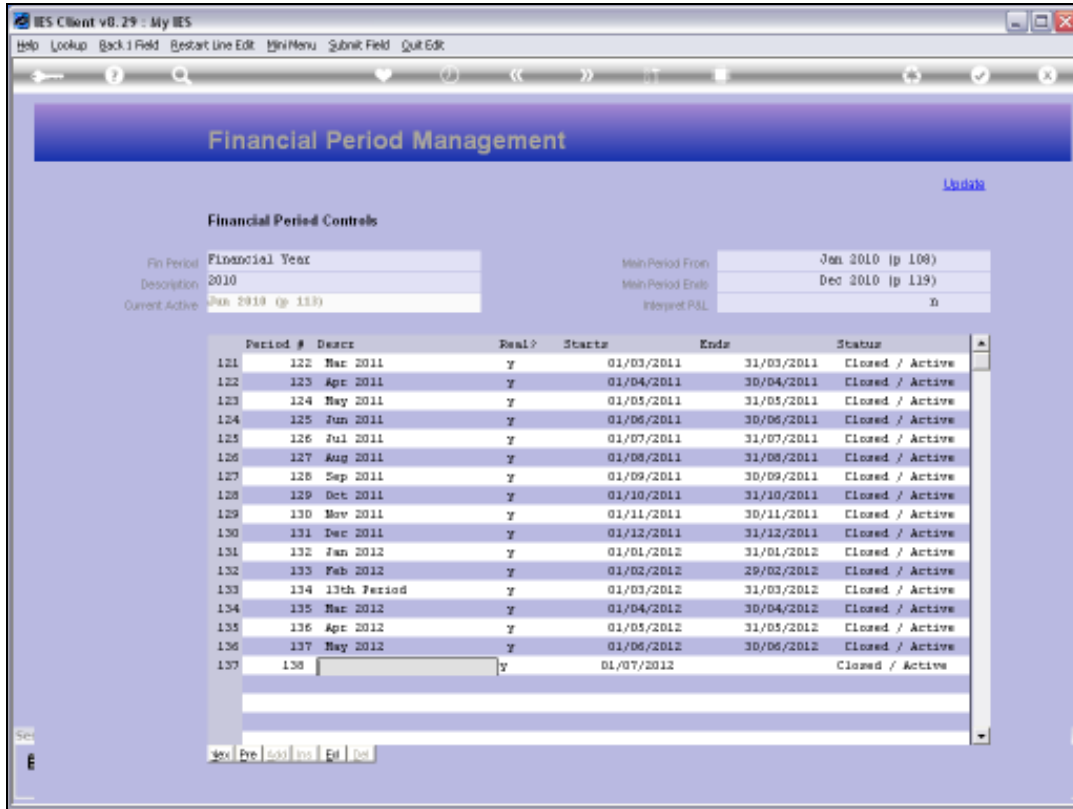 IES Client v8.29 : My IES
Help Lookup Back 1 Field Restart Line Edit Mini Menu Submit Field Quit Edit
Financial Period Management
Update
Financial Period Controls
Fin Period Financial Year Main Period From Jan 2010 (p 108)
Description 2010 Main Period Ends Dec 2010 (p 119)
Current Active Jun 2010 (p 113) Interpret P&L n
Period # Descr Real? Starts Ends Status
121 122 Mar 2011 y 01/03/2011 31/03/2011 Closed / Active
122 123 Apr 2011 y 01/04/2011 30/04/2011 Closed / Active
123 124 May 2011 y 01/05/2011 31/05/2011 Closed / Active
124 125 Jun 2011 y 01/06/2011 30/06/2011 Closed / Active
125 126 Jul 2011 y 01/07/2011 31/07/2011 Closed / Active
126 127 Aug 2011 y 01/08/2011 31/08/2011 Closed / Active
127 128 Sep 2011 y 01/09/2011 30/09/2011 Closed / Active
128 129 Oct 2011 y 01/10/2011 31/10/2011 Closed / Active
129 130 Nov 2011 y 01/11/2011 30/11/2011 Closed / Active
130 131 Dec 2011 y 01/12/2011 31/12/2011 Closed / Active
131 132 Jan 2012 y 01/01/2012 31/01/2012 Closed / Active
132 133 Feb 2012 y 01/02/2012 29/02/2012 Closed / Active
133 134 13th Period y 01/03/2012 31/03/2012 Closed / Active
134 135 Mar 2012 y 01/04/2012 30/04/2012 Closed / Active
135 136 Apr 2012 y 01/05/2012 31/05/2012 Closed / Active
136 137 May 2012 y 01/06/2012 30/06/2012 Closed / Active
137 138 y 01/07/2012 Closed / Active
Nex Pre Add Ins Ed Del